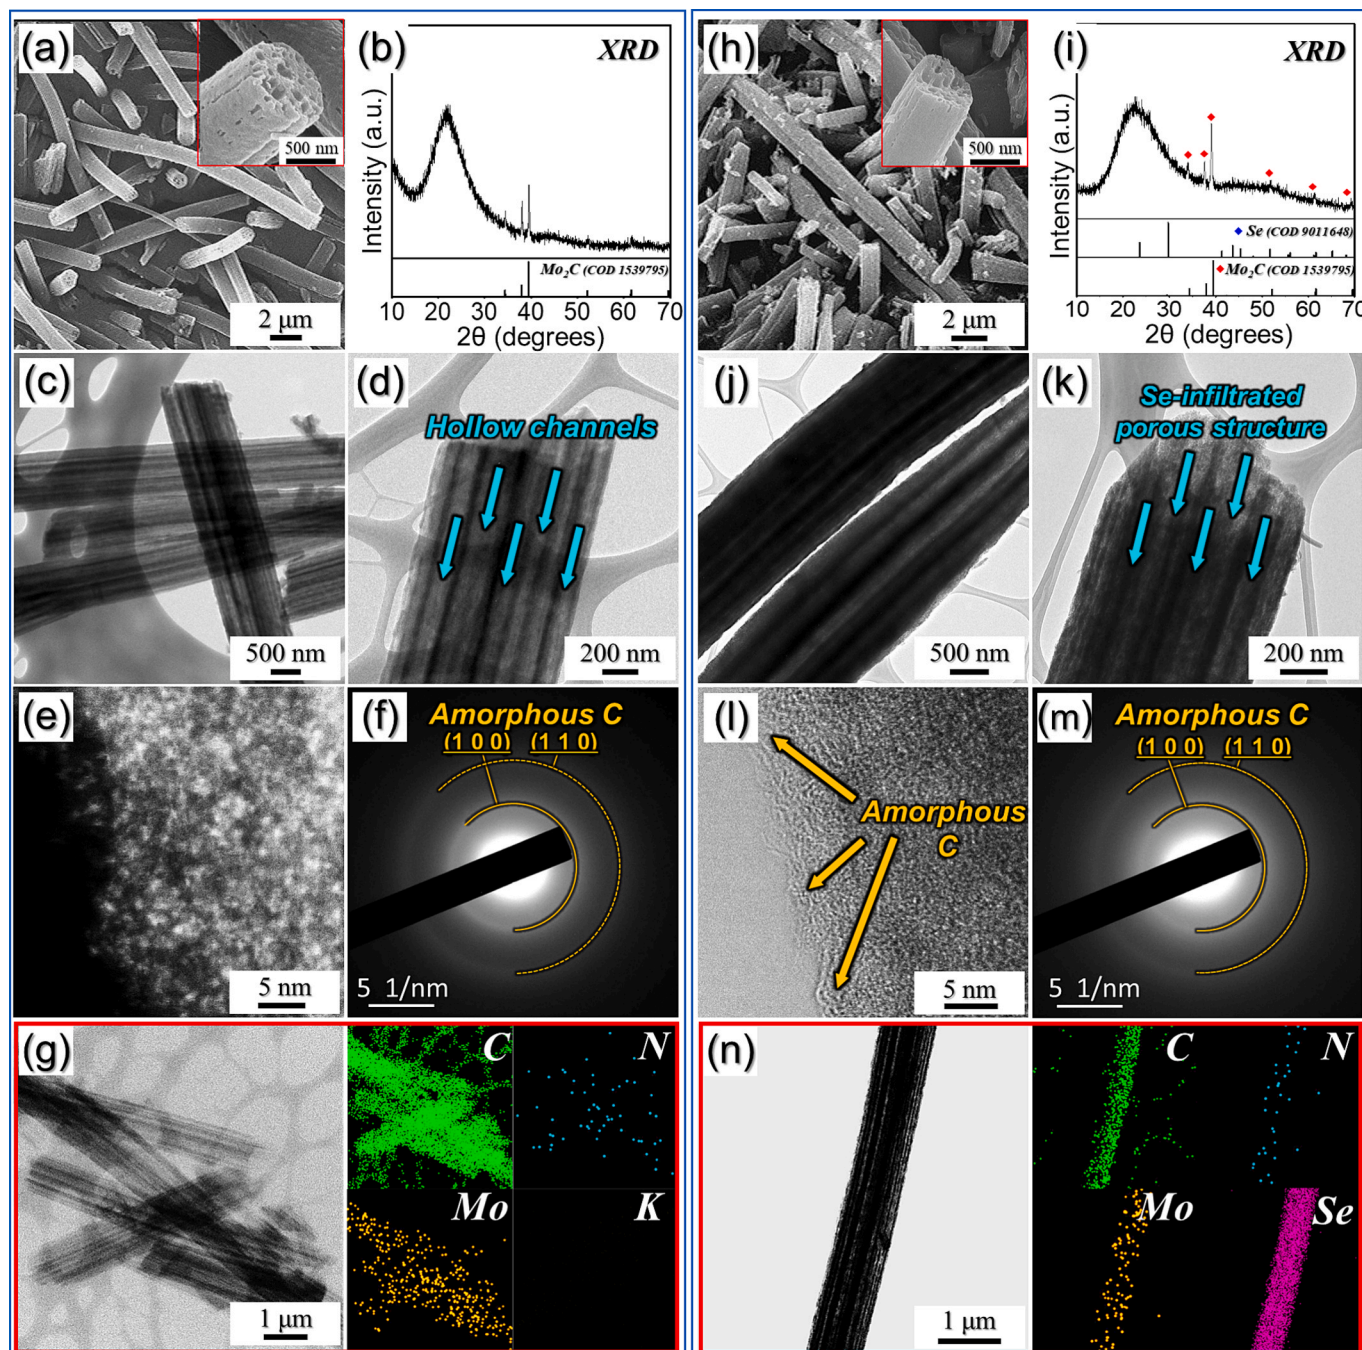 (a)
500 nm
2 μm
(b)
XRD
Intensity (a.u.)
Mo₂C (COD 1539795)
10 20 30 40 50 60 70
2θ (degrees)
(c)
500 nm
(d)
Hollow channels
200 nm
(e)
5 nm
(f)
Amorphous C
(1 0 0) (1 1 0)
5 1/nm
(g)
1 μm
C
N
Mo
K
(h)
500 nm
2 μm
(i)
XRD
Intensity (a.u.)
Se (COD 9011648)
Mo₂C (COD 1539795)
10 20 30 40 50 60 70
2θ (degrees)
(j)
500 nm
(k)
Se-infiltrated
porous structure
200 nm
(l)
Amorphous
C
5 nm
(m)
Amorphous C
(1 0 0) (1 1 0)
5 1/nm
(n)
1 μm
C
N
Mo
Se